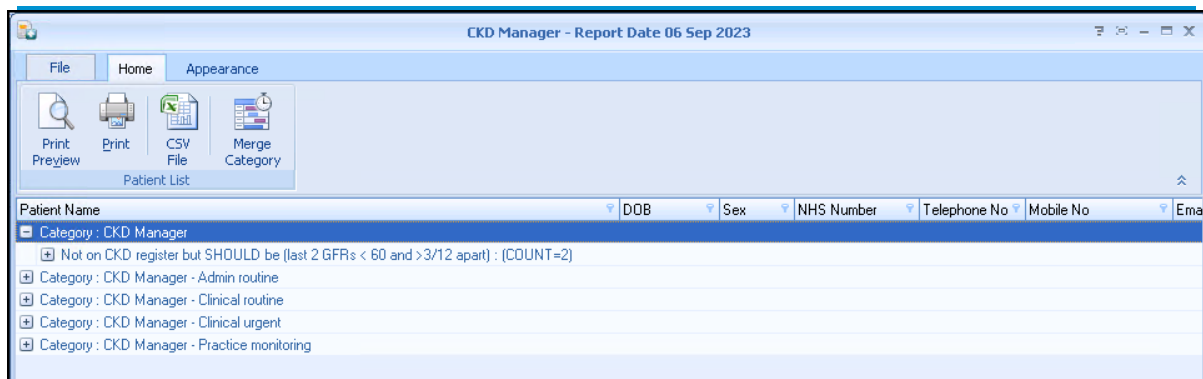 CKD Manager - Report Date 06 Sep 2023
File Home Appearance
Print Preview Print CSV File Merge Category
Patient List
Patient Name DOB Sex NHS Number Telephone No Mobile No Ema
Category : CKD Manager
Not on CKD register but SHOULD be (last 2 GFRs < 60 and >3/12 apart) : (COUNT=2)
Category : CKD Manager - Admin routine
Category : CKD Manager - Clinical routine
Category : CKD Manager - Clinical urgent
Category : CKD Manager - Practice monitoring